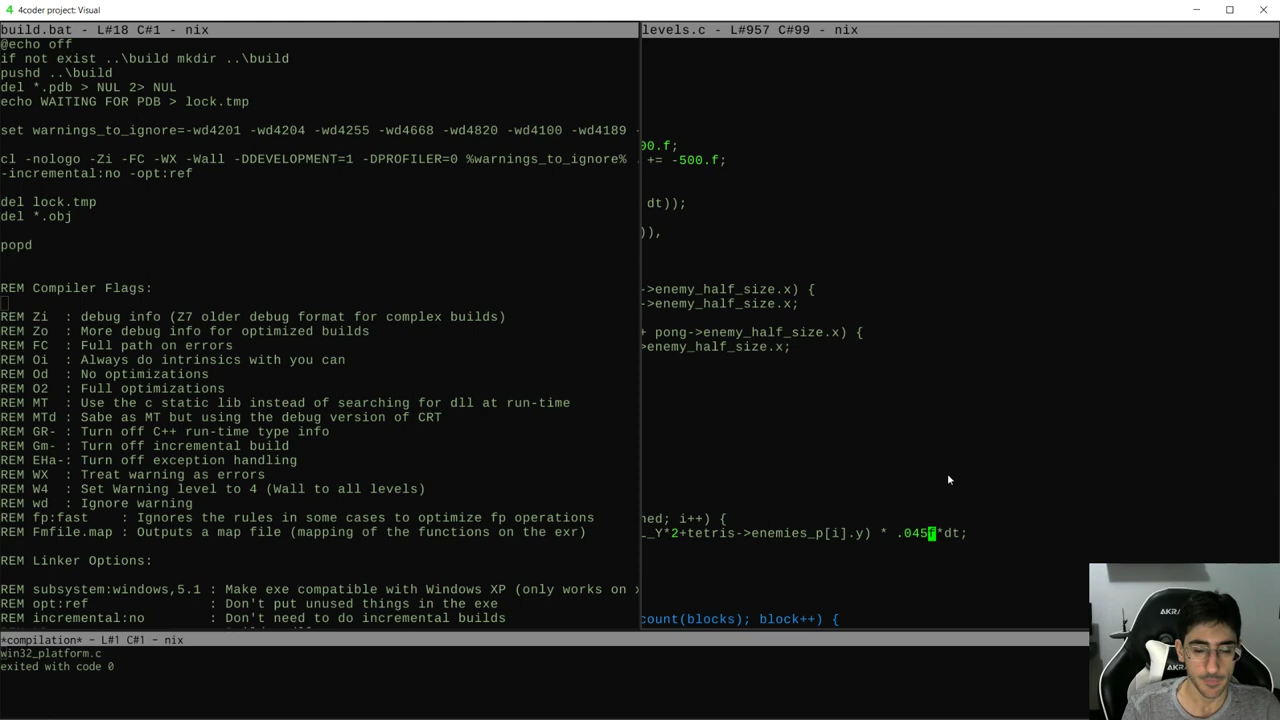 4 4coder project: Visual
build.bat - L#18 C#1 - nix
@echo off
if not exist ..\build mkdir ..\build
pushd ..\build
del *.pdb > NUL 2> NUL
echo WAITING FOR PDB > lock.tmp
set warnings_to_ignore=-wd4201 -wd4204 -wd4255 -wd4668 -wd4820 -wd4100 -wd4189 -
cl -nologo -Zi -FC -WX -Wall -DDEVELOPMENT=1 -DPROFILER=0 %warnings_to_ignore% .
-incremental:no -opt:ref
del lock.tmp
del *.obj
popd
REM Compiler Flags:
REM Zi  : debug info (Z7 older debug format for complex builds)
REM Zo  : More debug info for optimized builds
REM FC  : Full path on errors
REM Oi  : Always do intrinsics with you can
REM Od  : No optimizations
REM O2  : Full optimizations
REM MT  : Use the c static lib instead of searching for dll at run-time
REM MTd : Sabe as MT but using the debug version of CRT
REM GR- : Turn off C++ run-time type info
REM Gm- : Turn off incremental build
REM EHa-: Turn off exception handling
REM WX  : Treat warning as errors
REM W4  : Set Warning level to 4 (Wall to all levels)
REM wd  : Ignore warning
REM fp:fast    : Ignores the rules in some cases to optimize fp operations
REM Fmfile.map : Outputs a map file (mapping of the functions on the exr)
REM Linker Options:
REM subsystem:windows,5.1 : Make exe compatible with Windows XP (only works on x
REM opt:ref               : Don't put unused things in the exe
REM incremental:no        : Don't need to do incremental builds
levels.c - L#957 C#99 - nix
00.f;
+= -500.f;
dt));
)),
->enemy_half_size.x) {
->enemy_half_size.x;
+ pong->enemy_half_size.x) {
>enemy_half_size.x;
ned; i++) {
L_Y*2+tetris->enemies_p[i].y) * .045f*dt;
count(blocks); block++) {
*compilation* - L#1 C#1 - nix
win32_platform.c
exited with code 0
AKRA